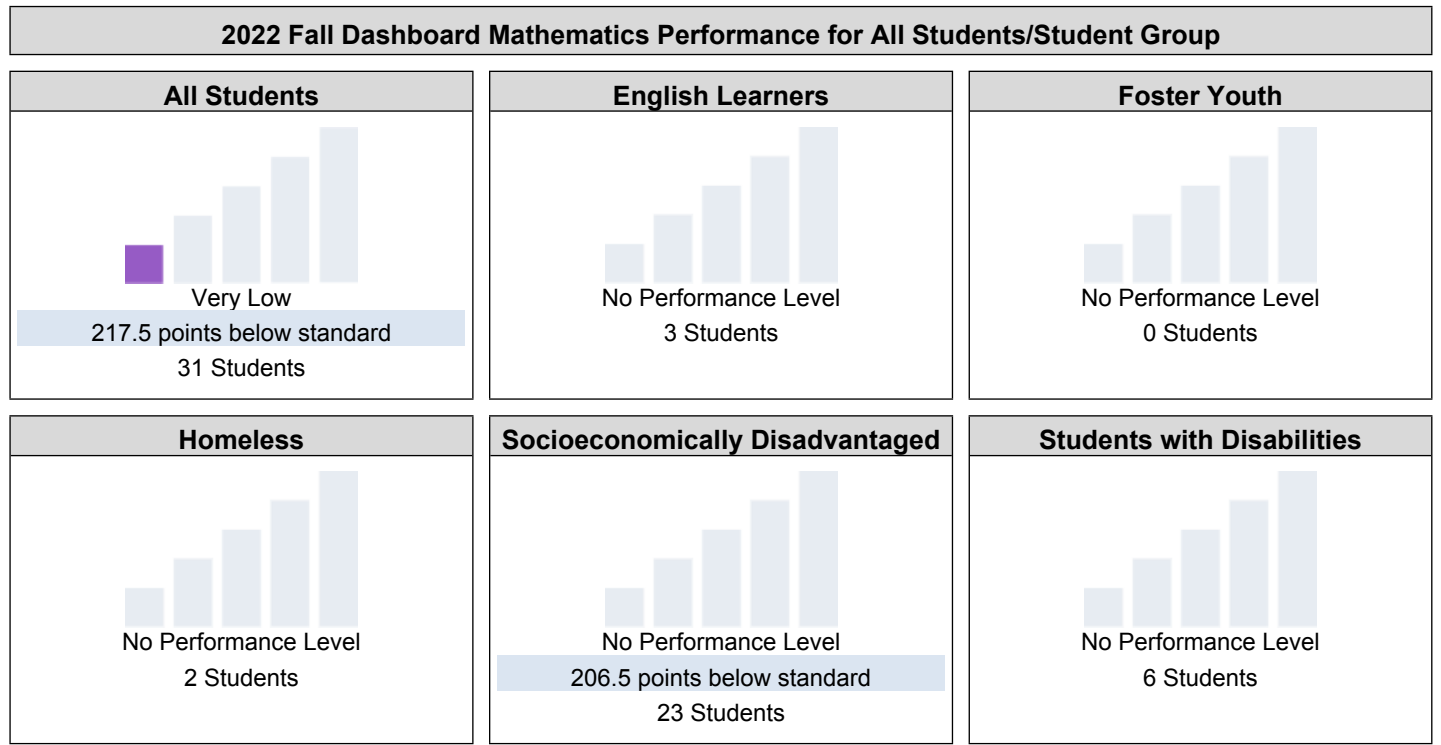 2022 Fall Dashboard Mathematics Performance for All Students/Student Group
All Students
Very Low
217.5 points below standard
31 Students
English Learners
No Performance Level
3 Students
Foster Youth
No Performance Level
0 Students
Homeless
No Performance Level
2 Students
Socioeconomically Disadvantaged
No Performance Level
206.5 points below standard
23 Students
Students with Disabilities
No Performance Level
6 Students